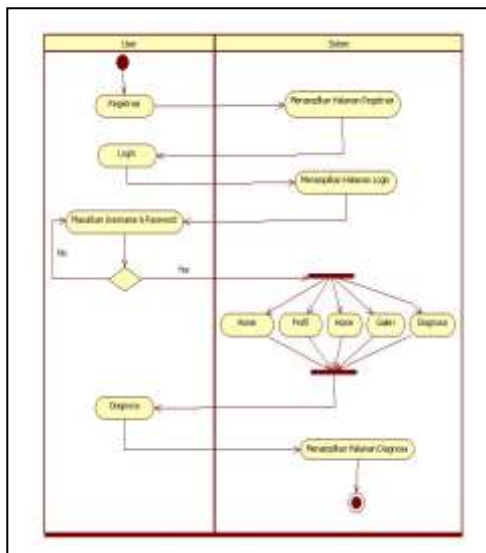 User
Sistem
Registrasi
Menampilkan Halaman Registrasi
Login
Menampilkan Halaman Login
Masukkan Username & Password
No
Yes
Home
Profil
Home
Galeri
Diagnosa
Diagnosa
Menampilkan Halaman Diagnosa